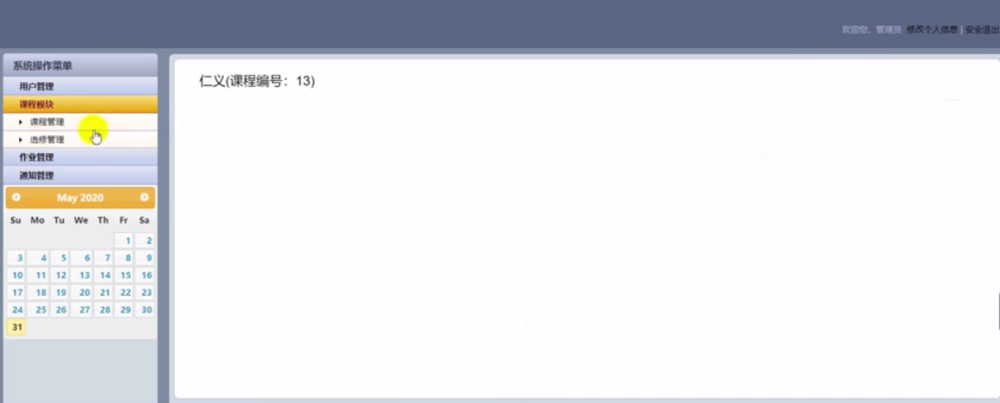 欢迎您，管理员 修改个人信息 | 安全退出
系统操作菜单
用户管理
课程模块
课程管理
选修管理
作业管理
通知管理
May 2020
Su Mo Tu We Th Fr Sa
1 2
3 4 5 6 7 8 9
10 11 12 13 14 15 16
17 18 19 20 21 22 23
24 25 26 27 28 29 30
31
仁义(课程编号：13)